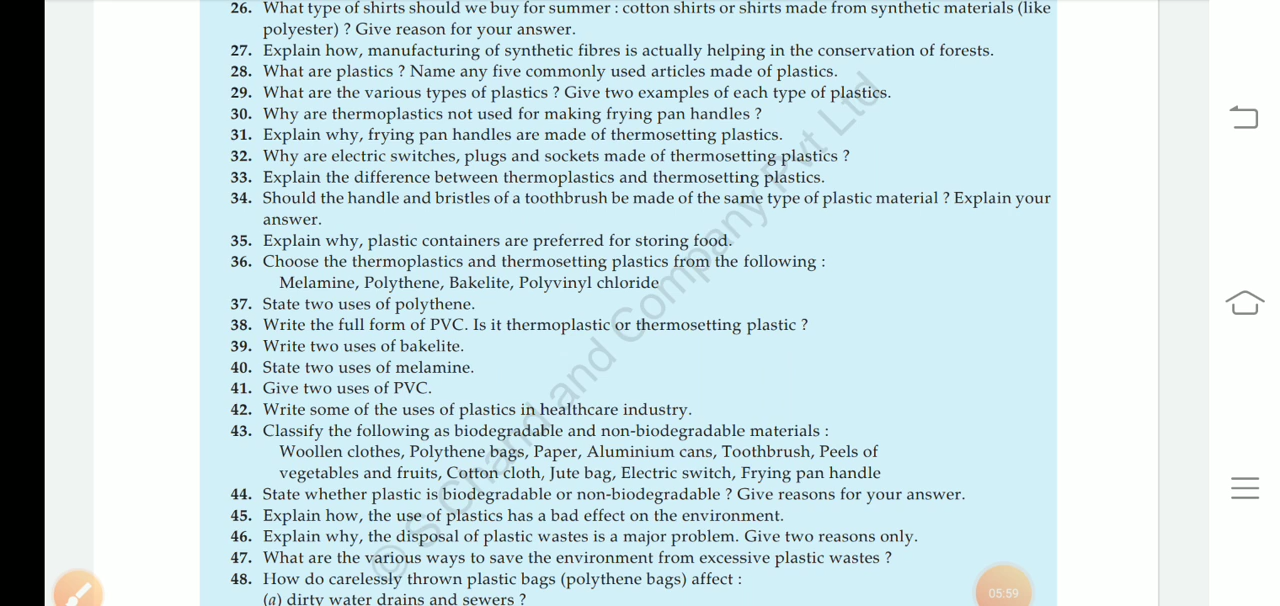 26. What type of shirts should we buy for summer : cotton shirts or shirts made from synthetic materials (like
polyester) ? Give reason for your answer.
27. Explain how, manufacturing of synthetic fibres is actually helping in the conservation of forests.
28. What are plastics ? Name any five commonly used articles made of plastics.
29. What are the various types of plastics ? Give two examples of each type of plastics.
30. Why are thermoplastics not used for making frying pan handles ?
31. Explain why, frying pan handles are made of thermosetting plastics.
32. Why are electric switches, plugs and sockets made of thermosetting plastics ?
33. Explain the difference between thermoplastics and thermosetting plastics.
34. Should the handle and bristles of a toothbrush be made of the same type of plastic material ? Explain your
answer.
35. Explain why, plastic containers are preferred for storing food.
36. Choose the thermoplastics and thermosetting plastics from the following :
Melamine, Polythene, Bakelite, Polyvinyl chloride
37. State two uses of polythene.
38. Write the full form of PVC. Is it thermoplastic or thermosetting plastic ?
39. Write two uses of bakelite.
40. State two uses of melamine.
41. Give two uses of PVC.
42. Write some of the uses of plastics in healthcare industry.
43. Classify the following as biodegradable and non-biodegradable materials :
Woollen clothes, Polythene bags, Paper, Aluminium cans, Toothbrush, Peels of
vegetables and fruits, Cotton cloth, Jute bag, Electric switch, Frying pan handle
44. State whether plastic is biodegradable or non-biodegradable ? Give reasons for your answer.
45. Explain how, the use of plastics has a bad effect on the environment.
46. Explain why, the disposal of plastic wastes is a major problem. Give two reasons only.
47. What are the various ways to save the environment from excessive plastic wastes ?
48. How do carelessly thrown plastic bags (polythene bags) affect :
(a) dirty water drains and sewers ?
© S Chand and Company Pvt Ltd
05:59